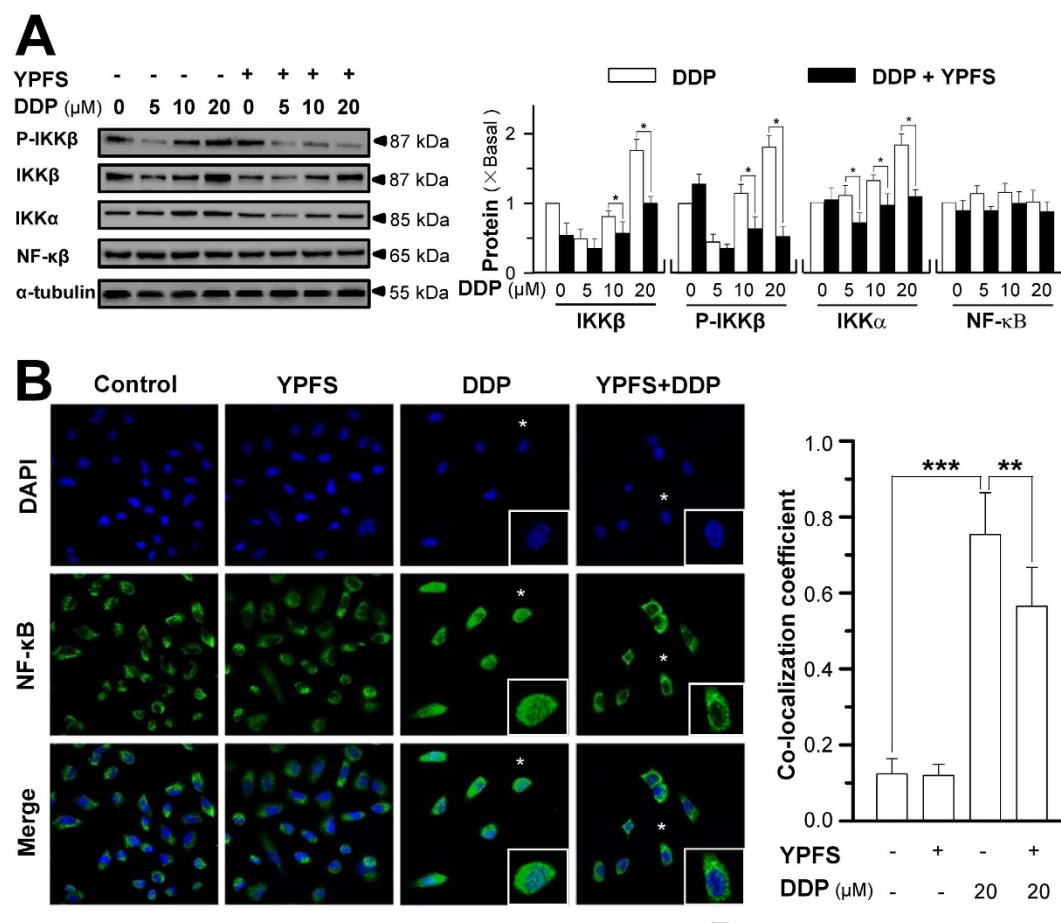 A
YPFS - - - - + + + +
DDP (µM) 0 5 10 20 0 5 10 20
P-IKKβ 87 kDa
IKKβ 87 kDa
IKKα 85 kDa
NF-κβ 65 kDa
α-tubulin 55 kDa
DDP DDP + YPFS
Protein (×Basal)
2
1
0
* * * * * * *
DDP (µM) 0 5 10 20 0 5 10 20 0 5 10 20 0 5 10 20
IKKβ P-IKKβ IKKα NF-κB
B
Control YPFS DDP YPFS+DDP
DAPI
* *
NF-κB
* *
Merge
* *
Co-localization coefficient
1.0
0.8
0.6
0.4
0.2
0.0
*** **
YPFS - + - +
DDP (µM) - - 20 20